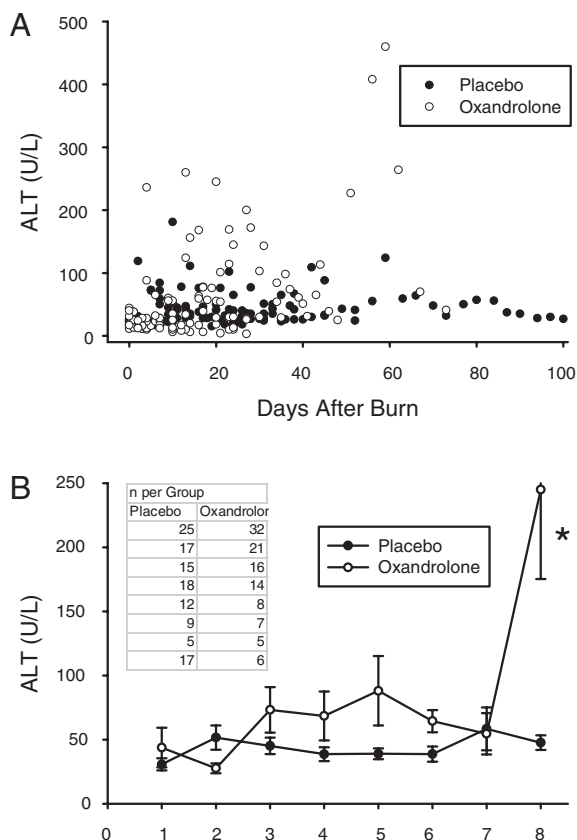 A
500
400
300
200
100
0
ALT (U/L)
Placebo
Oxandrolone
0 20 40 60 80 100
Days After Burn
B
250
200
150
100
50
0
ALT (U/L)
n per Group
Placebo Oxandrolor
25 32
17 21
15 16
18 14
12 8
9 7
5 5
17 6
Placebo
Oxandrolone
*
0 1 2 3 4 5 6 7 8